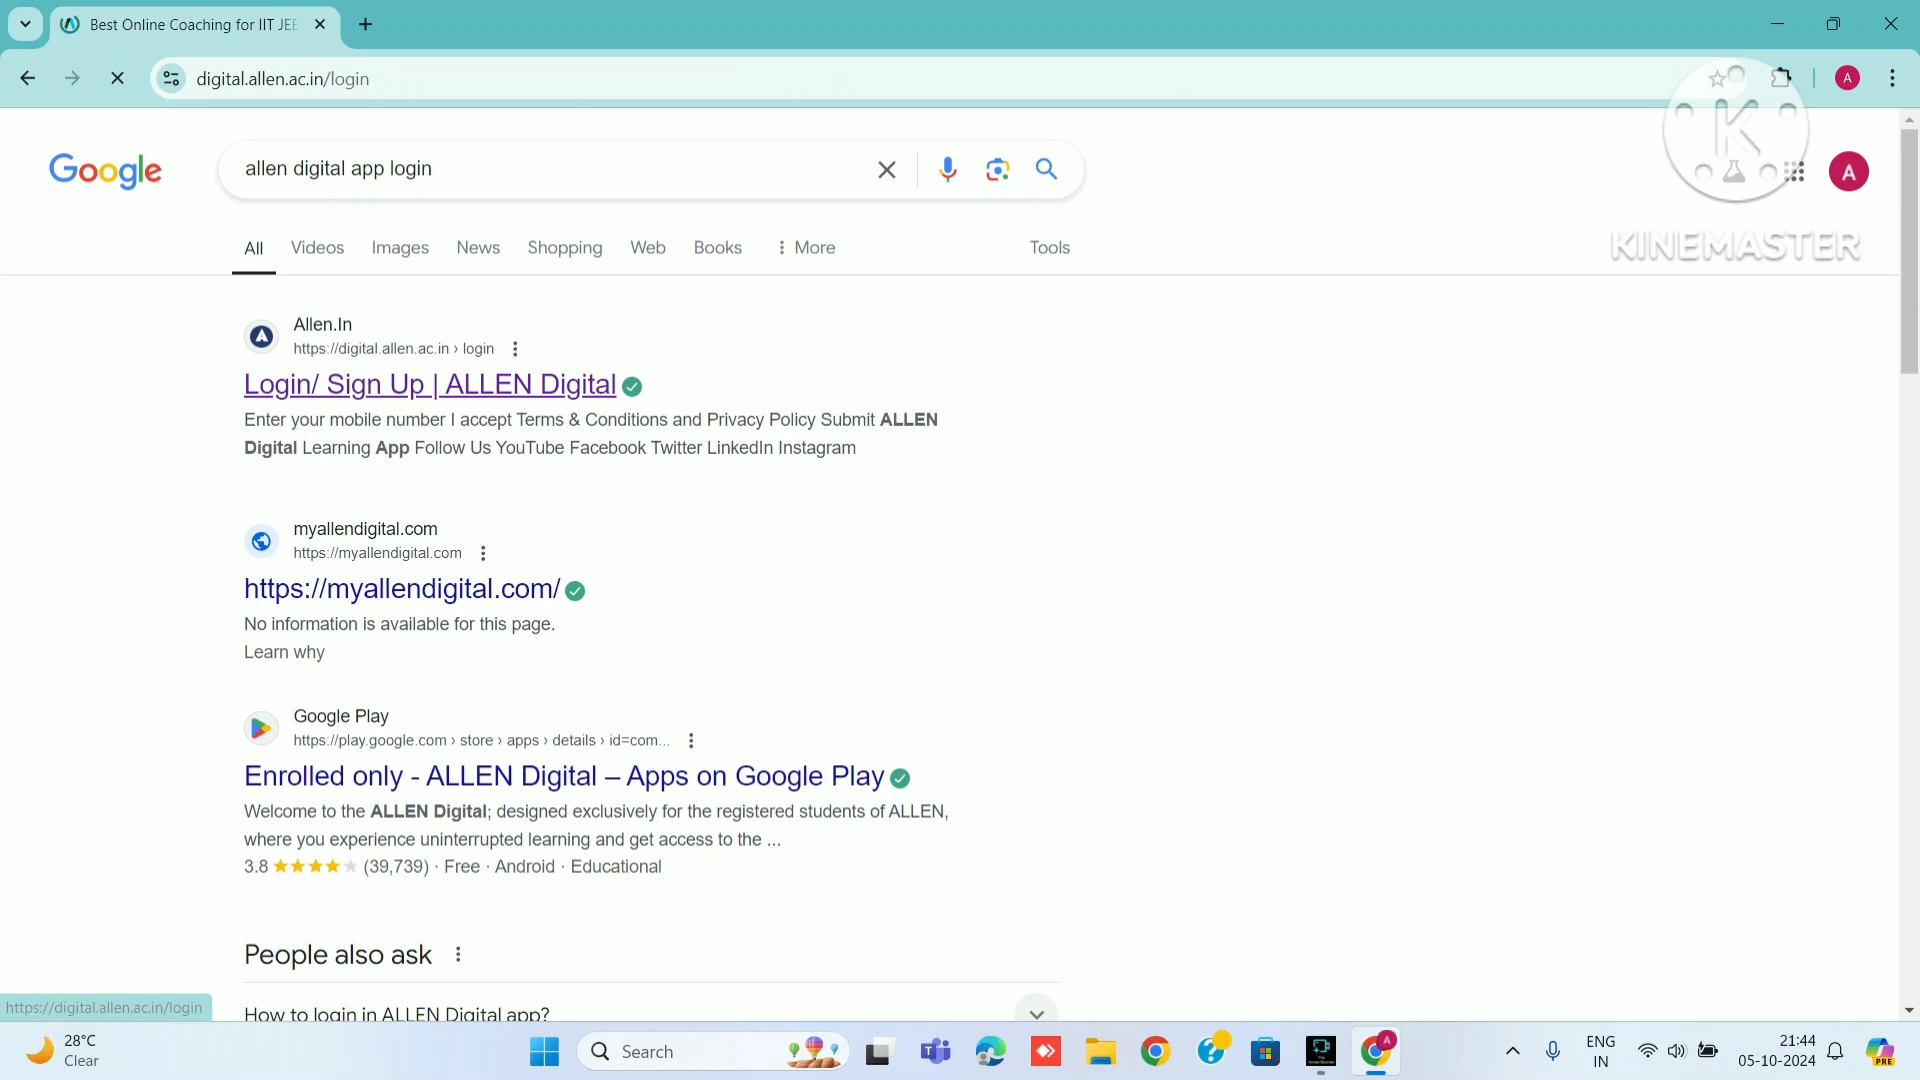 Best Online Coaching for IIT JEE
digital.allen.ac.in/login
A
Google
allen digital app login
A
KINEMASTER
All Videos Images News Shopping Web Books More Tools
Allen.In
https://digital.allen.ac.in › login
Login/ Sign Up | ALLEN Digital
Enter your mobile number I accept Terms & Conditions and Privacy Policy Submit ALLEN
Digital Learning App Follow Us YouTube Facebook Twitter LinkedIn Instagram
myallendigital.com
https://myallendigital.com
https://myallendigital.com/
No information is available for this page.
Learn why
Google Play
https://play.google.com › store › apps › details › id=com...
Enrolled only - ALLEN Digital – Apps on Google Play
Welcome to the ALLEN Digital; designed exclusively for the registered students of ALLEN,
where you experience uninterrupted learning and get access to the ...
3.8 ★★★★★ (39,739) · Free · Android · Educational
People also ask
How to login in ALLEN Digital app?
https://digital.allen.ac.in/login
28°C
Clear
Search
A
ENG
IN
21:44
05-10-2024
PRE